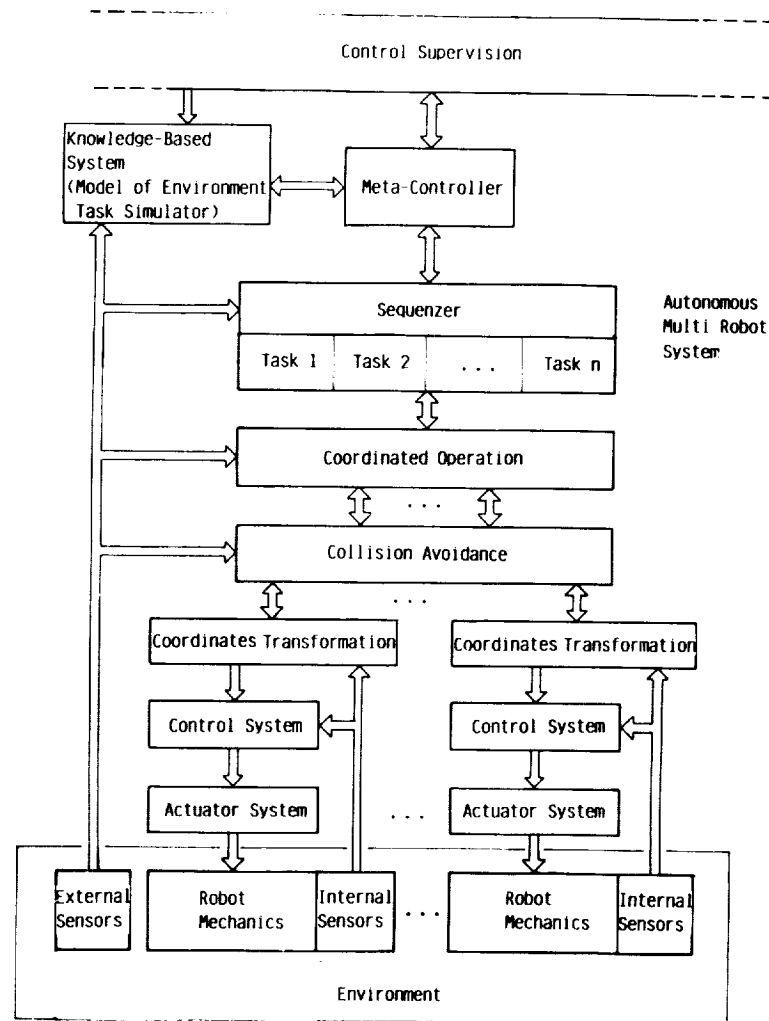 Control Supervision
Knowledge-Based
System
(Model of Environment
Task Simulator)
Meta-Controller
Sequenzer
Task 1 Task 2 ... Task n
Autonomous
Multi Robot
System
Coordinated Operation
...
Collision Avoidance
...
Coordinates Transformation Coordinates Transformation
Control System Control System
Actuator System ... Actuator System
External
Sensors
Robot
Mechanics
Internal
Sensors
...
Robot
Mechanics
Internal
Sensors
Environment